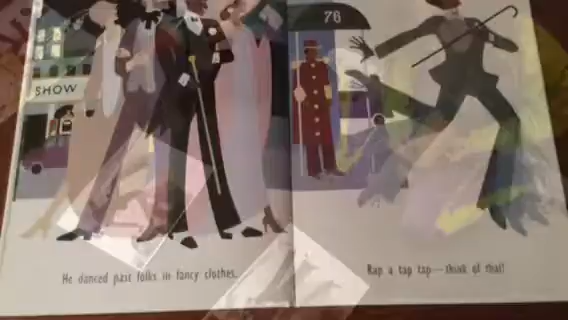 SHOW
76
He danced past folks in fancy clothes.
Rap a tap tap—think of that!